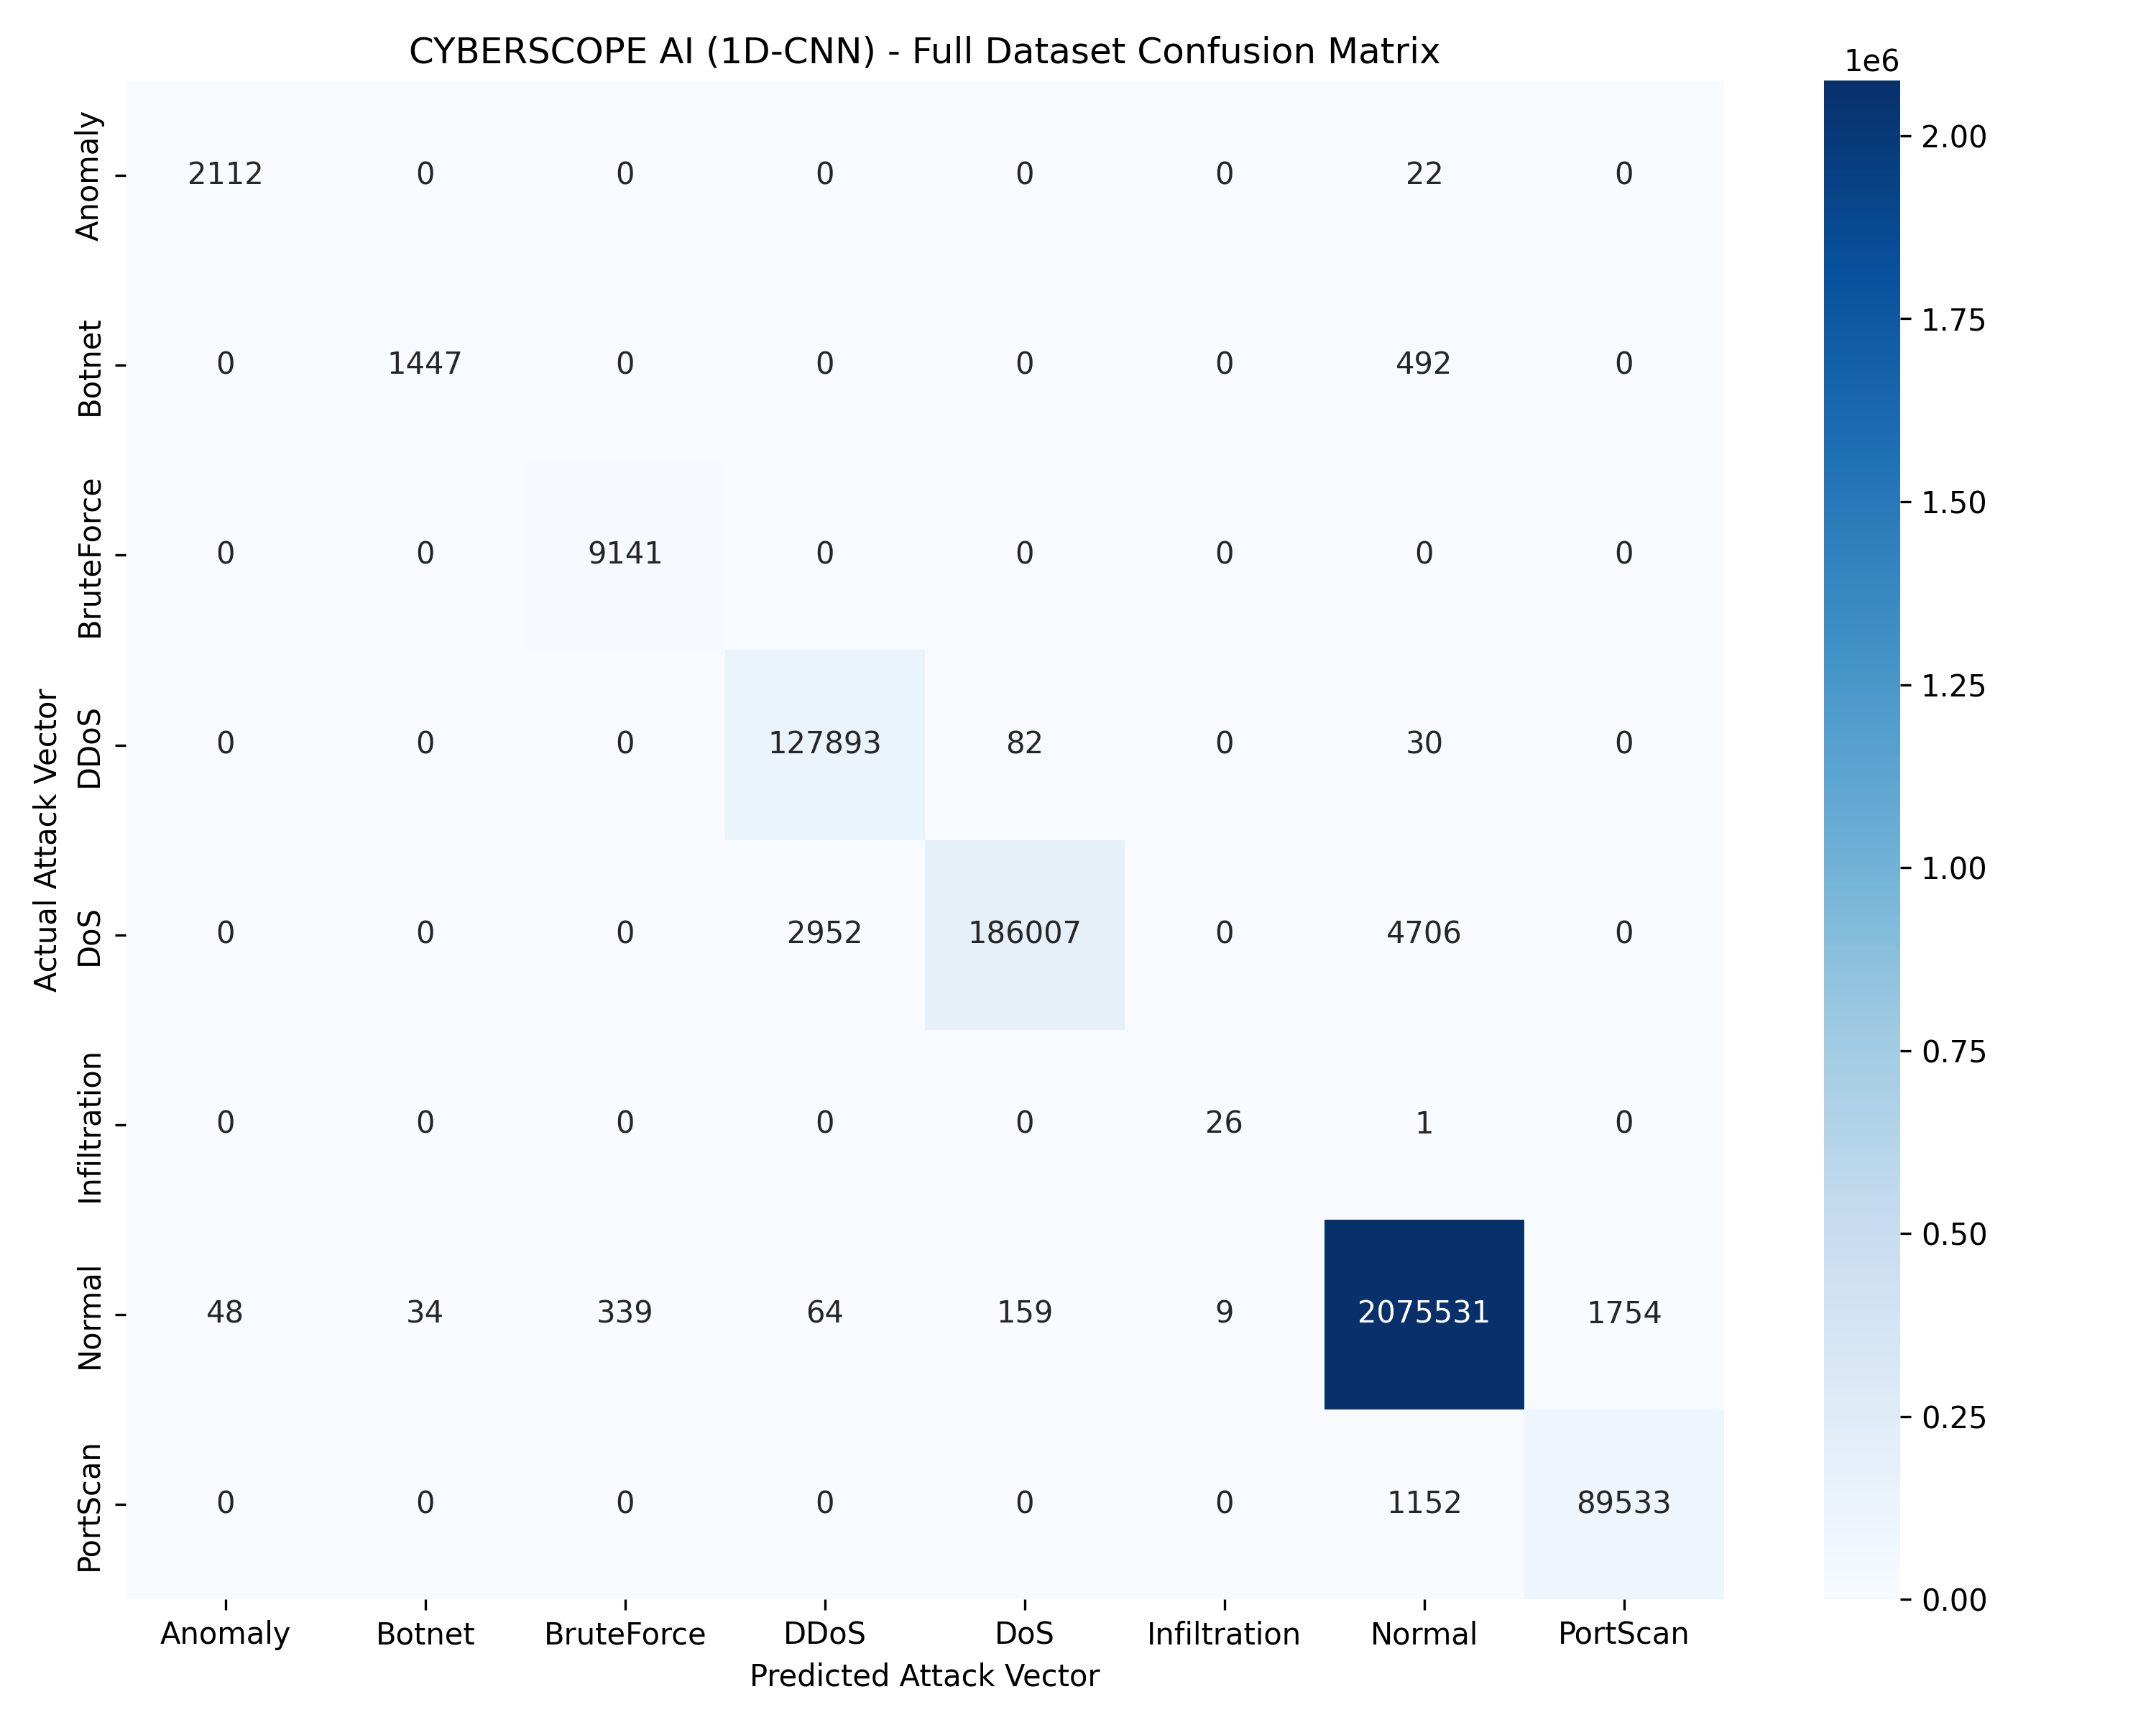 CYBERSCOPE AI (1D-CNN) - Full Dataset Confusion Matrix
1e6
Actual Attack Vector
Anomaly 2112 0 0 0 0 0 22 0
Botnet 0 1447 0 0 0 0 492 0
BruteForce 0 0 9141 0 0 0 0 0
DDoS 0 0 0 127893 82 0 30 0
DoS 0 0 0 2952 186007 0 4706 0
Infiltration 0 0 0 0 0 26 1 0
Normal 48 34 339 64 159 9 2075531 1754
PortScan 0 0 0 0 0 0 1152 89533
Anomaly Botnet BruteForce DDoS DoS Infiltration Normal PortScan
Predicted Attack Vector
2.00
1.75
1.50
1.25
1.00
0.75
0.50
0.25
0.00